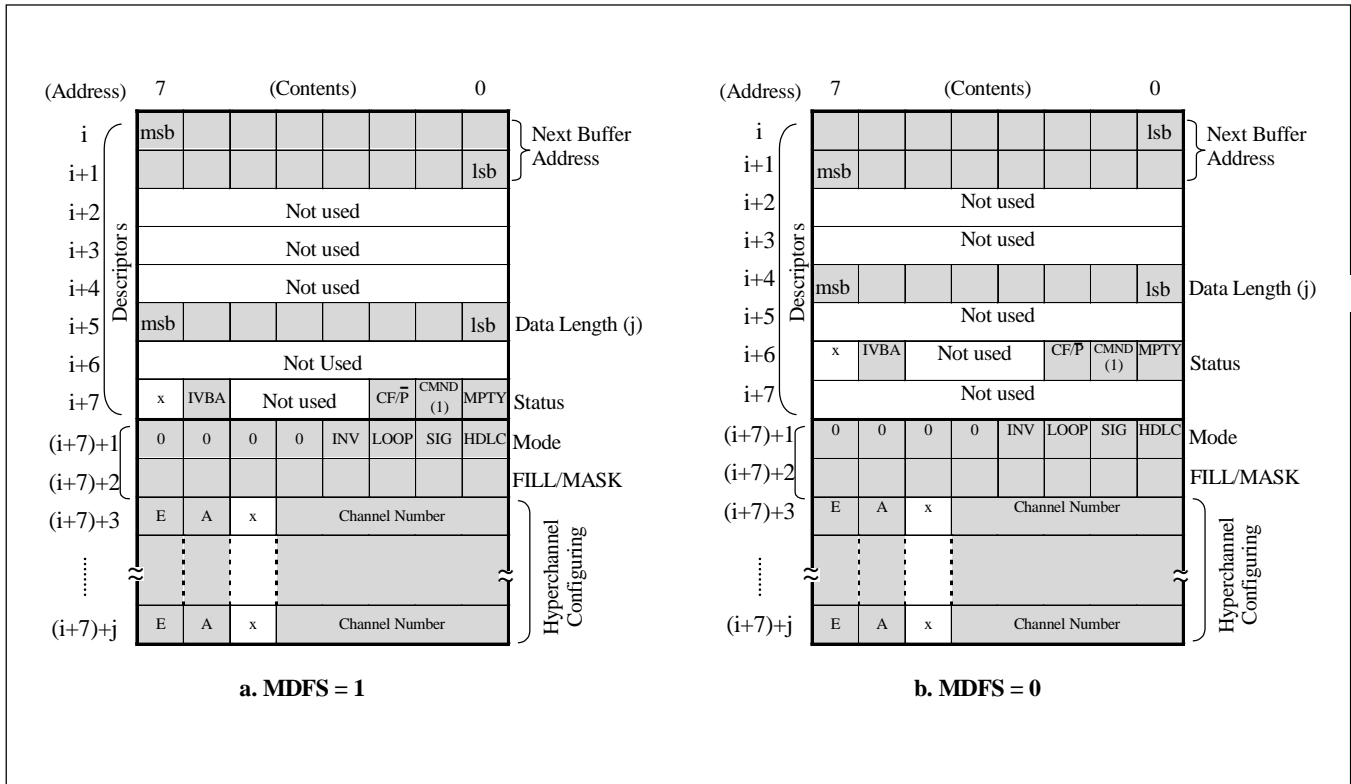 (Address) 7 (Contents) 0
i msb Next Buffer
Address
i+1 lsb
i+2 Not used
i+3 Not used
i+4 Not used
i+5 msb lsb Data Length (j)
i+6 Not Used
i+7 x IVBA Not used CF/P̅ CMND (1) MPTY Status
Descriptors
(i+7)+1 0 0 0 0 INV LOOP SIG HDLC Mode
(i+7)+2 FILL/MASK
(i+7)+3 E A x Channel Number
........
≈ ≈
(i+7)+j E A x Channel Number
Hyperchannel
Configuring
a. MDFS = 1
(Address) 7 (Contents) 0
i lsb Next Buffer
Address
i+1 msb
i+2 Not used
i+3 Not used
i+4 msb lsb Data Length (j)
i+5 Not used
i+6 x IVBA Not used CF/P̅ CMND (1) MPTY Status
i+7 Not used
Descriptors
(i+7)+1 0 0 0 0 INV LOOP SIG HDLC Mode
(i+7)+2 FILL/MASK
(i+7)+3 E A x Channel Number
........
≈ ≈
(i+7)+j E A x Channel Number
Hyperchannel
Configuring
b. MDFS = 0